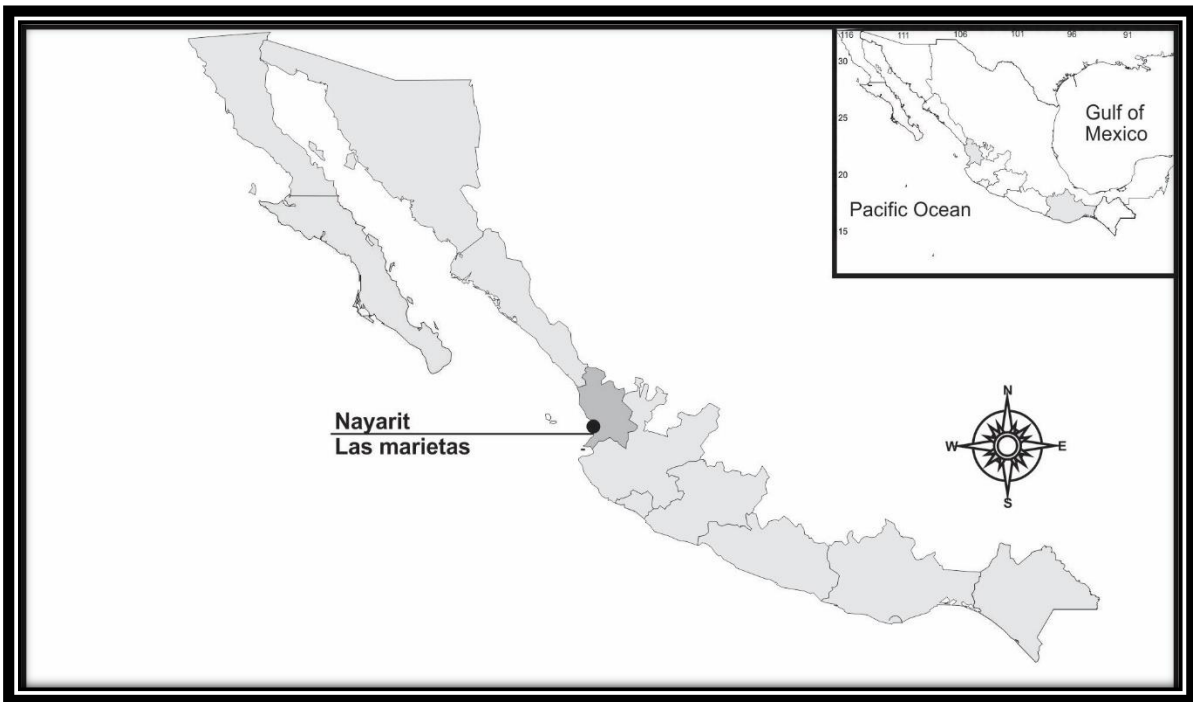 116 111 106 101 96 91
30
25
20
15
Gulf of
Mexico
Pacific Ocean
Nayarit
Las marietas
N
W E
S